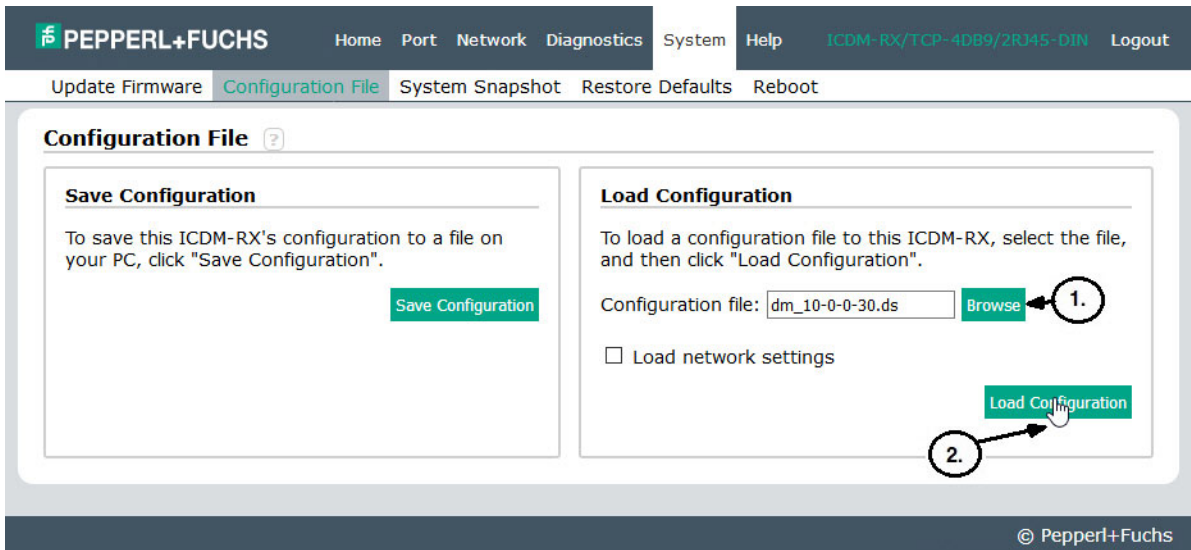 PEPPERL+FUCHS Home Port Network Diagnostics System Help ICDM-RX/TCP-4DB9/2RJ45-DIN Logout
Update Firmware Configuration File System Snapshot Restore Defaults Reboot
Configuration File ?
Save Configuration
To save this ICDM-RX's configuration to a file on
your PC, click "Save Configuration".
Save Configuration
Load Configuration
To load a configuration file to this ICDM-RX, select the file,
and then click "Load Configuration".
Configuration file: dm_10-0-0-30.ds Browse 1.
Load network settings
Load Configuration
2.
© Pepperl+Fuchs